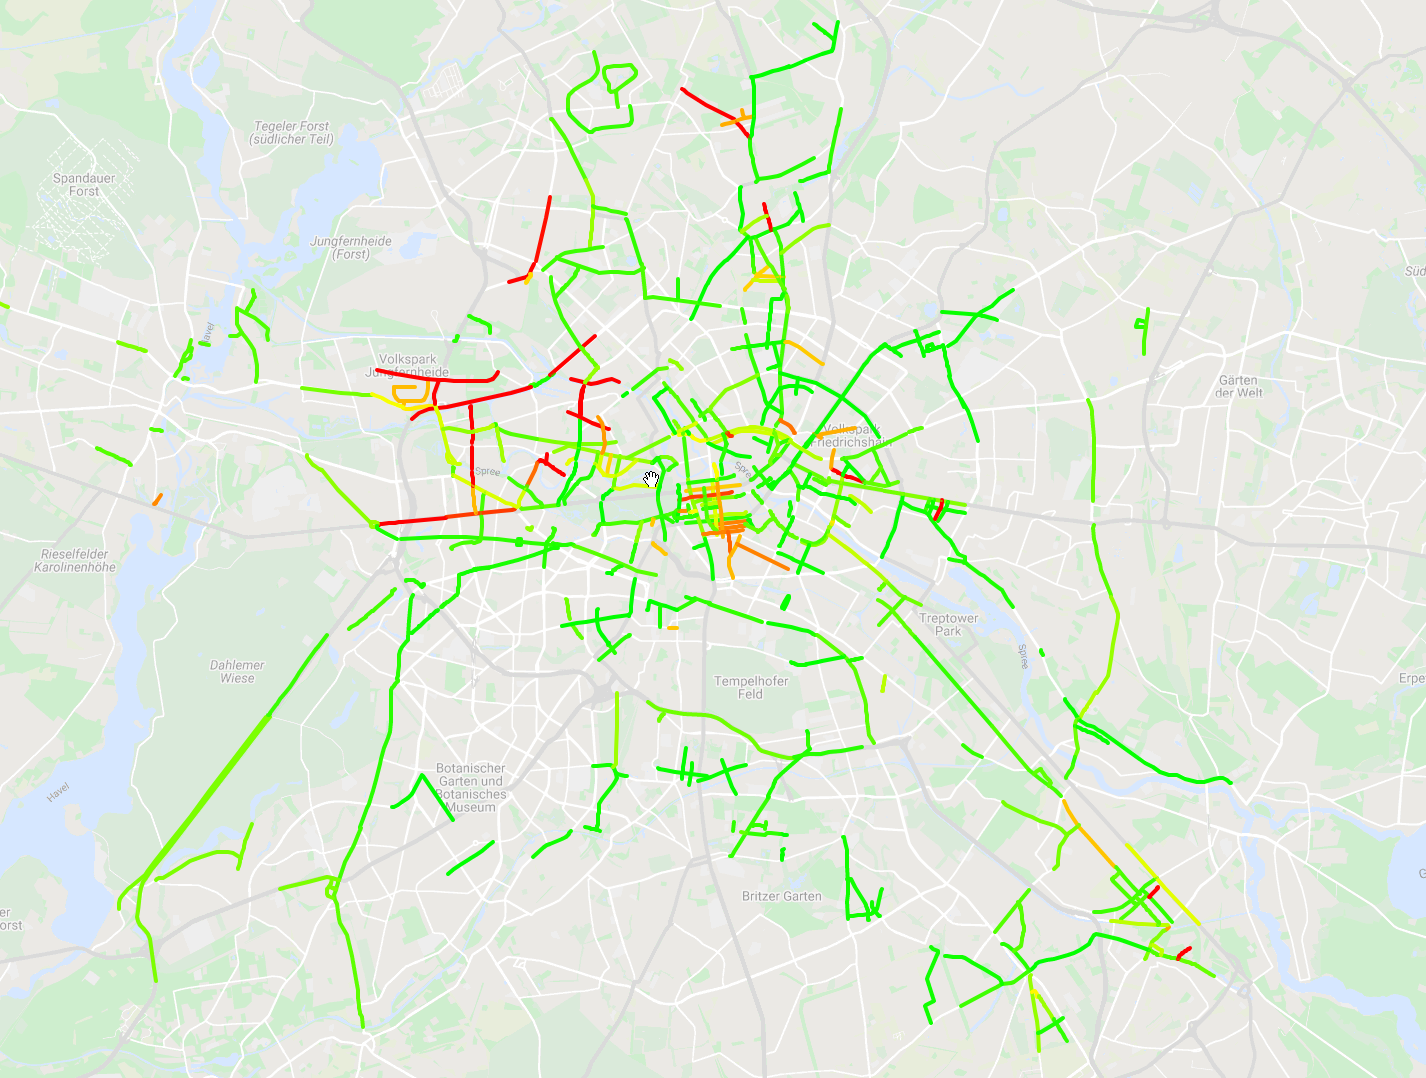 Tegeler Forst
(südlicher Teil)
Spandauer
Forst
Jungfernheide
(Forst)
Süd
Havel
Volkspark
Jungfernheide
Gärten
der Welt
Volkspark
Friedrichshain
Spree
Spree
Rieselfelder
Karolinenhöhe
Treptower
Park
Spree
Dahlemer
Wiese
Tempelhofer
Feld
Erpe
Botanischer
Garten und
Botanisches
Museum
Havel
Britzer Garten
G
er
orst